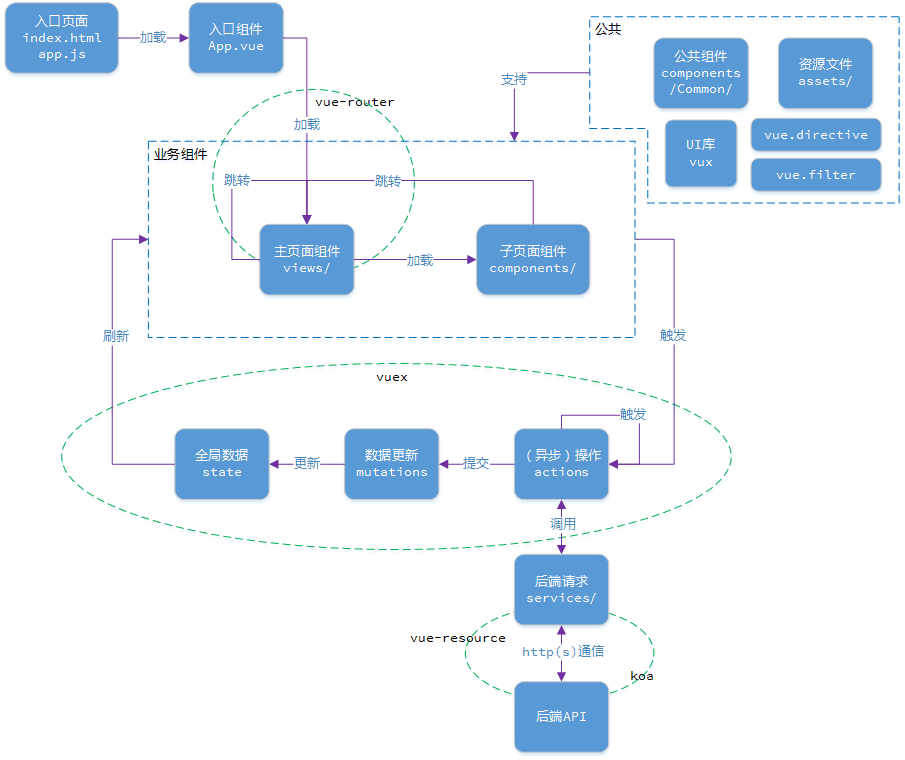 入口页面
index.html
app.js
加载
入口组件
App.vue
公共
公共组件
components
/Common/
资源文件
assets/
UI库
vux
vue.directive
vue.filter
支持
vue-router
加载
业务组件
跳转
跳转
主页面组件
views/
加载
子页面组件
components/
刷新
触发
vuex
触发
全局数据
state
更新
数据更新
mutations
提交
（异步）操作
actions
调用
后端请求
services/
vue-resource
http(s)通信
koa
后端API